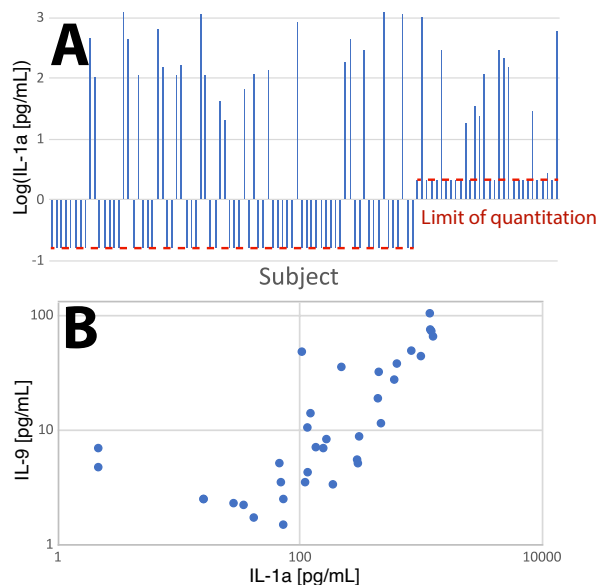 A
Log(IL-1a [pg/mL])
3
2
1
0
-1
Limit of quantitation
Subject
B
IL-9 [pg/mL]
100
10
1
1
100
10000
IL-1a [pg/mL]